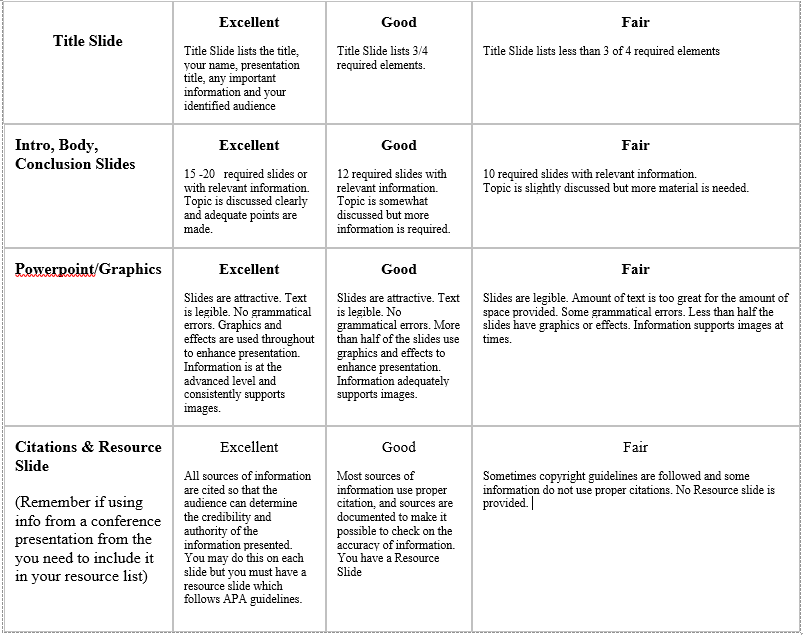 Title Slide
Excellent
Title Slide lists the title,
your name, presentation
title, any important
information and your
identified audience
Good
Title Slide lists 3/4
required elements.
Fair
Title Slide lists less than 3 of 4 required elements
Intro, Body,
Conclusion Slides
Excellent
15 -20 required slides or
with relevant information.
Topic is discussed clearly
and adequate points are
made.
Good
12 required slides with
relevant information.
Topic is somewhat
discussed but more
information is required.
Fair
10 required slides with relevant information.
Topic is slightly discussed but more material is needed.
Powerpoint/Graphics
Excellent
Slides are attractive. Text
is legible. No grammatical
errors. Graphics and
effects are used throughout
to enhance presentation.
Information is at the
advanced level and
consistently supports
images.
Good
Slides are attractive. Text
is legible. No
grammatical errors. More
than half of the slides use
graphics and effects to
enhance presentation.
Information adequately
supports images.
Fair
Slides are legible. Amount of text is too great for the amount of
space provided. Some grammatical errors. Less than half the
slides have graphics or effects. Information supports images at
times.
Citations & Resource
Slide
(Remember if using
info from a conference
presentation from the
you need to include it
in your resource list)
Excellent
All sources of information
are cited so that the
audience can determine
the credibility and
authority of the
information presented.
You may do this on each
slide but you must have a
resource slide which
follows APA guidelines.
Good
Most sources of
information use proper
citation, and sources are
documented to make it
possible to check on the
accuracy of information.
You have a Resource
Slide
Fair
Sometimes copyright guidelines are followed and some
information do not use proper citations. No Resource slide is
provided.